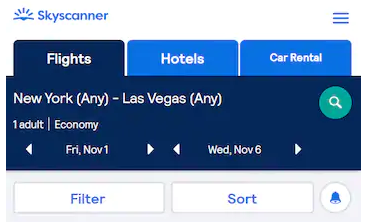 Skyscanner
Flights Hotels Car Rental
New York (Any) – Las Vegas (Any)
1 adult | Economy
Fri, Nov 1 Wed, Nov 6
Filter Sort